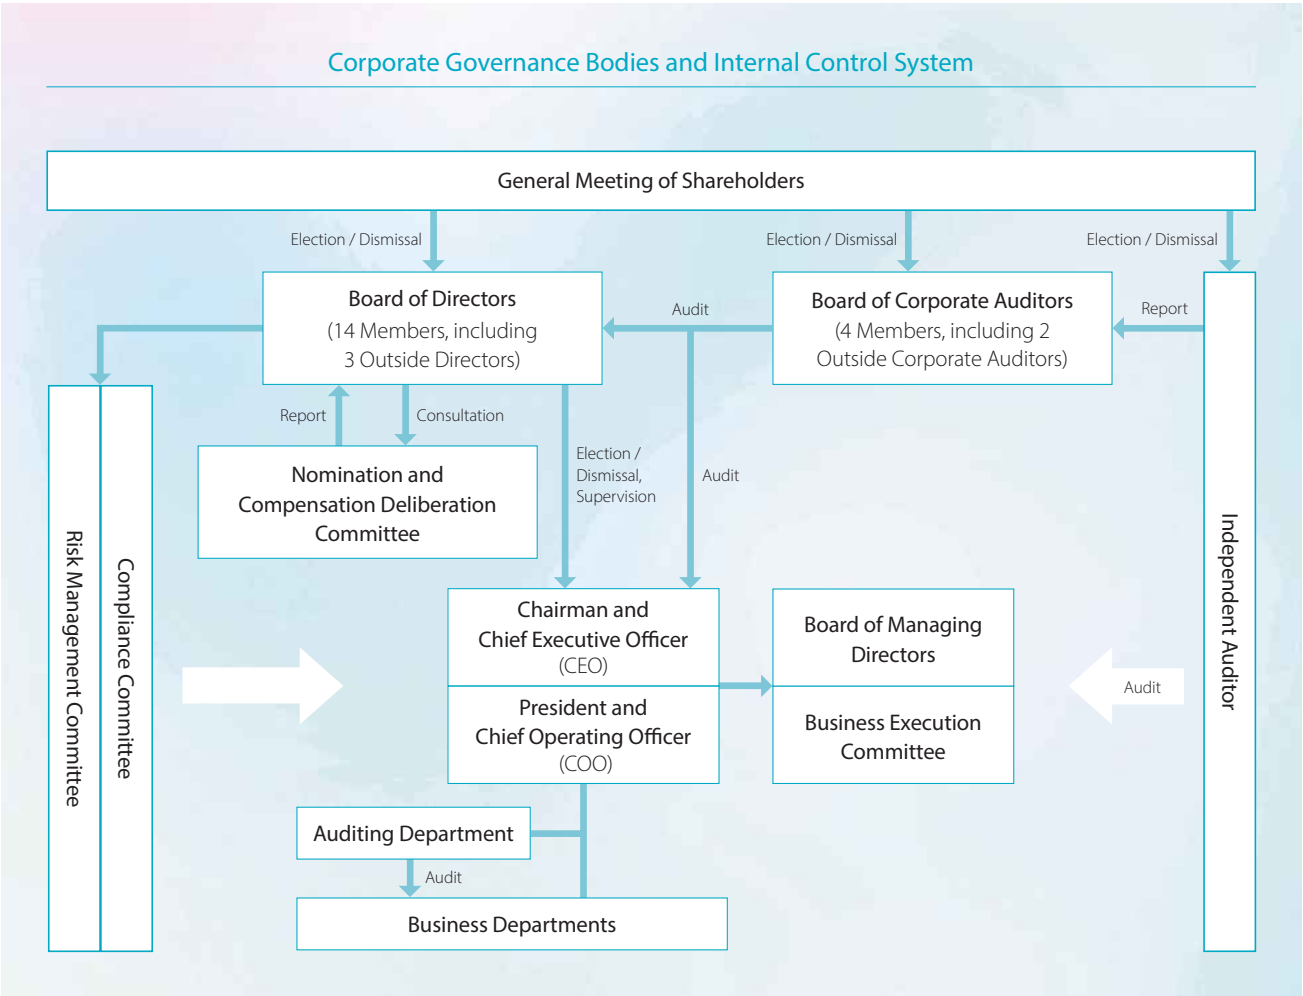 Corporate Governance Bodies and Internal Control System
General Meeting of Shareholders
Election / Dismissal
Election / Dismissal
Election / Dismissal
Board of Directors
(14 Members, including
3 Outside Directors)
Audit
Board of Corporate Auditors
(4 Members, including 2
Outside Corporate Auditors)
Report
Report
Consultation
Nomination and
Compensation Deliberation
Committee
Election /
Dismissal,
Supervision
Audit
Risk Management Committee
Compliance Committee
Independent Auditor
Chairman and
Chief Executive Officer
(CEO)
President and
Chief Operating Officer
(COO)
Board of Managing
Directors
Business Execution
Committee
Audit
Auditing Department
Audit
Business Departments